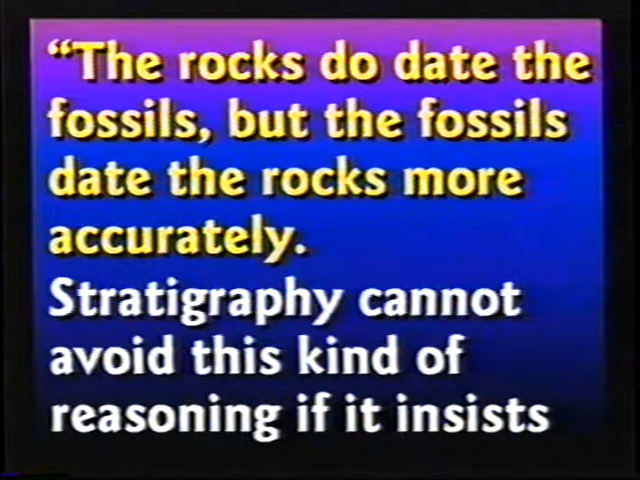 “The rocks do date the
fossils, but the fossils
date the rocks more
accurately.
Stratigraphy cannot
avoid this kind of
reasoning if it insists